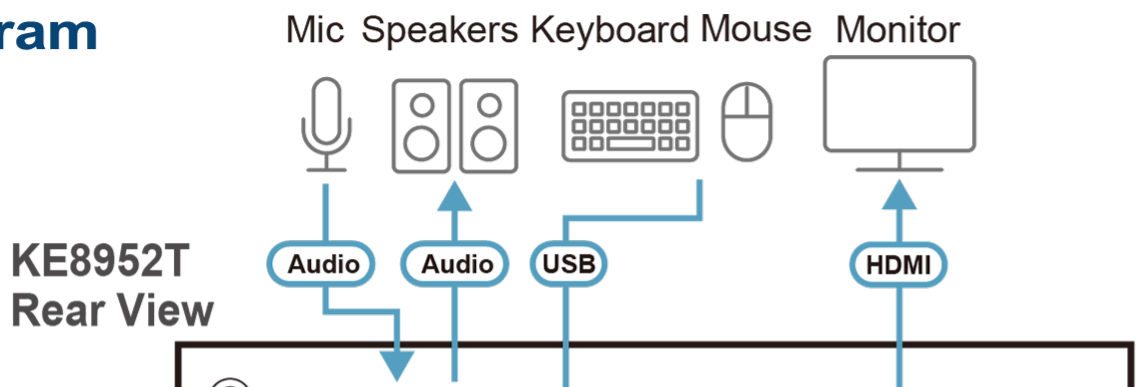 ram
Mic Speakers Keyboard Mouse Monitor
Audio Audio USB HDMI
KE8952T
Rear View